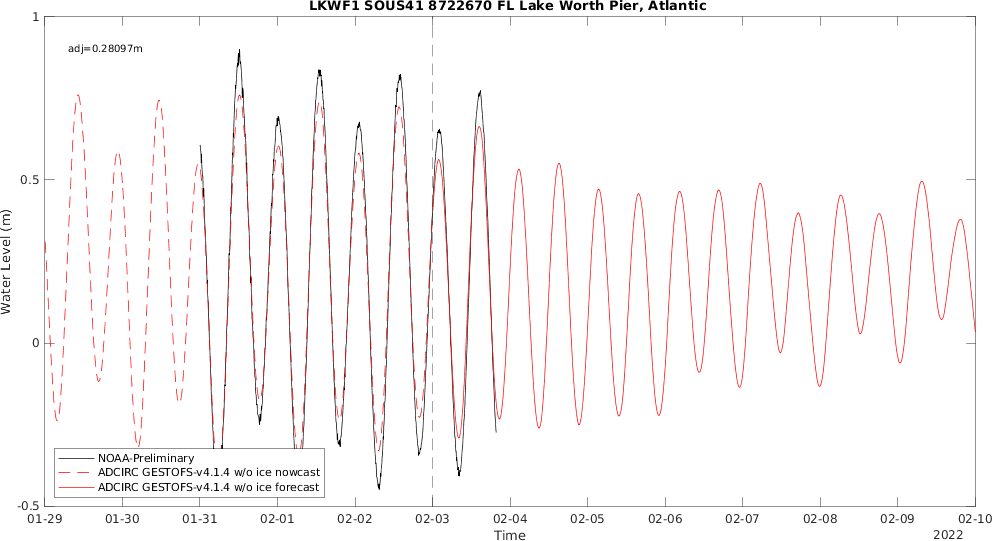 LKWF1 SOUS41 8722670 FL Lake Worth Pier, Atlantic
adj=0.28097m
1
0.5
0
-0.5
Water Level (m)
NOAA-Preliminary
ADCIRC GESTOFS-v4.1.4 w/o ice nowcast
ADCIRC GESTOFS-v4.1.4 w/o ice forecast
01-29 01-30 01-31 02-01 02-02 02-03 02-04 02-05 02-06 02-07 02-08 02-09 02-10
Time
2022